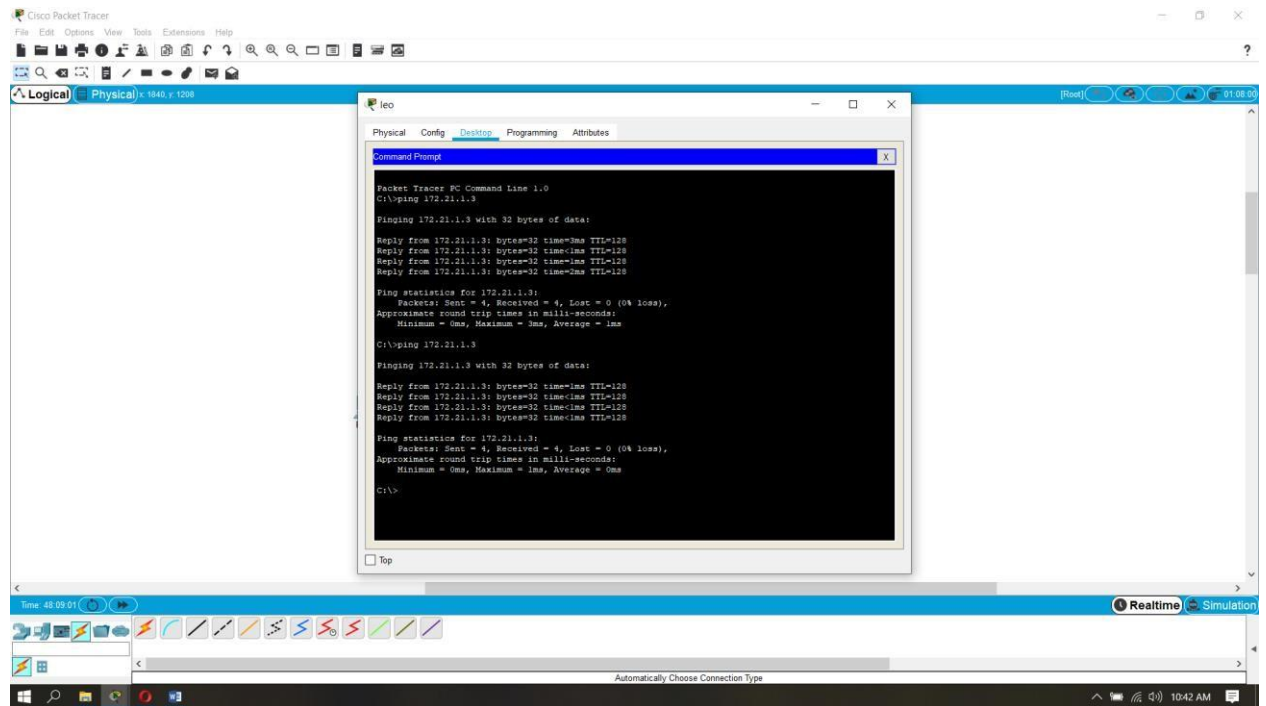 Cisco Packet Tracer
File Edit Options View Tools Extensions Help
?
Logical Physical x: 1840, y: 1208
[Root] 01:08:00
leo
Physical Config Desktop Programming Attributes
Command Prompt X
Packet Tracer PC Command Line 1.0
C:\>ping 172.21.1.3
Pinging 172.21.1.3 with 32 bytes of data:
Reply from 172.21.1.3: bytes=32 time=3ms TTL=128
Reply from 172.21.1.3: bytes=32 time<1ms TTL=128
Reply from 172.21.1.3: bytes=32 time=1ms TTL=128
Reply from 172.21.1.3: bytes=32 time=2ms TTL=128
Ping statistics for 172.21.1.3:
Packets: Sent = 4, Received = 4, Lost = 0 (0% loss),
Approximate round trip times in milli-seconds:
Minimum = 0ms, Maximum = 3ms, Average = 1ms
C:\>ping 172.21.1.3
Pinging 172.21.1.3 with 32 bytes of data:
Reply from 172.21.1.3: bytes=32 time=1ms TTL=128
Reply from 172.21.1.3: bytes=32 time<1ms TTL=128
Reply from 172.21.1.3: bytes=32 time<1ms TTL=128
Reply from 172.21.1.3: bytes=32 time<1ms TTL=128
Ping statistics for 172.21.1.3:
Packets: Sent = 4, Received = 4, Lost = 0 (0% loss),
Approximate round trip times in milli-seconds:
Minimum = 0ms, Maximum = 1ms, Average = 0ms
C:\>
Top
Time: 48:09:01
Realtime Simulation
Automatically Choose Connection Type
10:42 AM